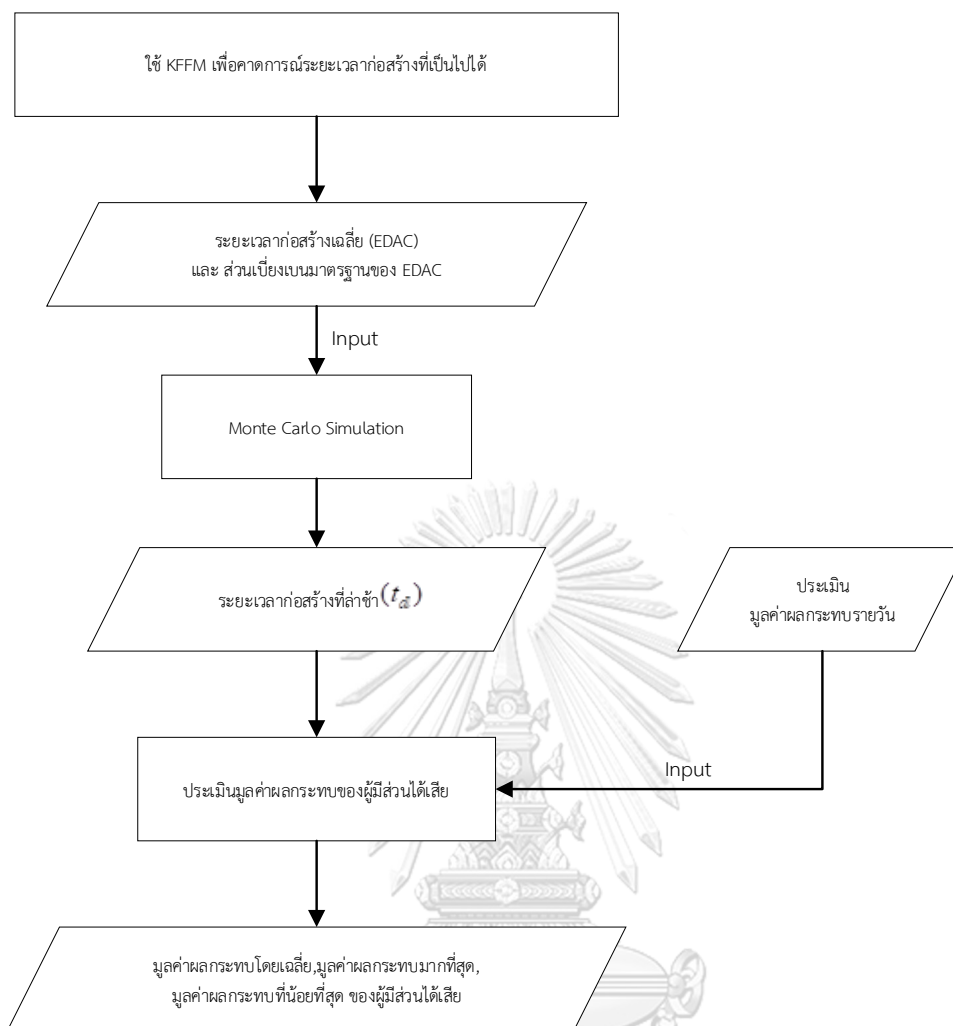 ใช้ KFFM เพื่อคาดการณ์ระยะเวลาก่อสร้างที่เป็นไปได้
ระยะเวลาก่อสร้างเฉลี่ย (EDAC)
และ ส่วนเบี่ยงเบนมาตรฐานของ EDAC
Input
Monte Carlo Simulation
ระยะเวลาก่อสร้างที่ล่าช้า
ประเมิน
มูลค่าผลกระทบรายวัน
Input
ประเมินมูลค่าผลกระทบของผู้มีส่วนได้เสีย
มูลค่าผลกระทบโดยเฉลี่ย,มูลค่าผลกระทบมากที่สุด,
มูลค่าผลกระทบที่น้อยที่สุด ของผู้มีส่วนได้เสีย